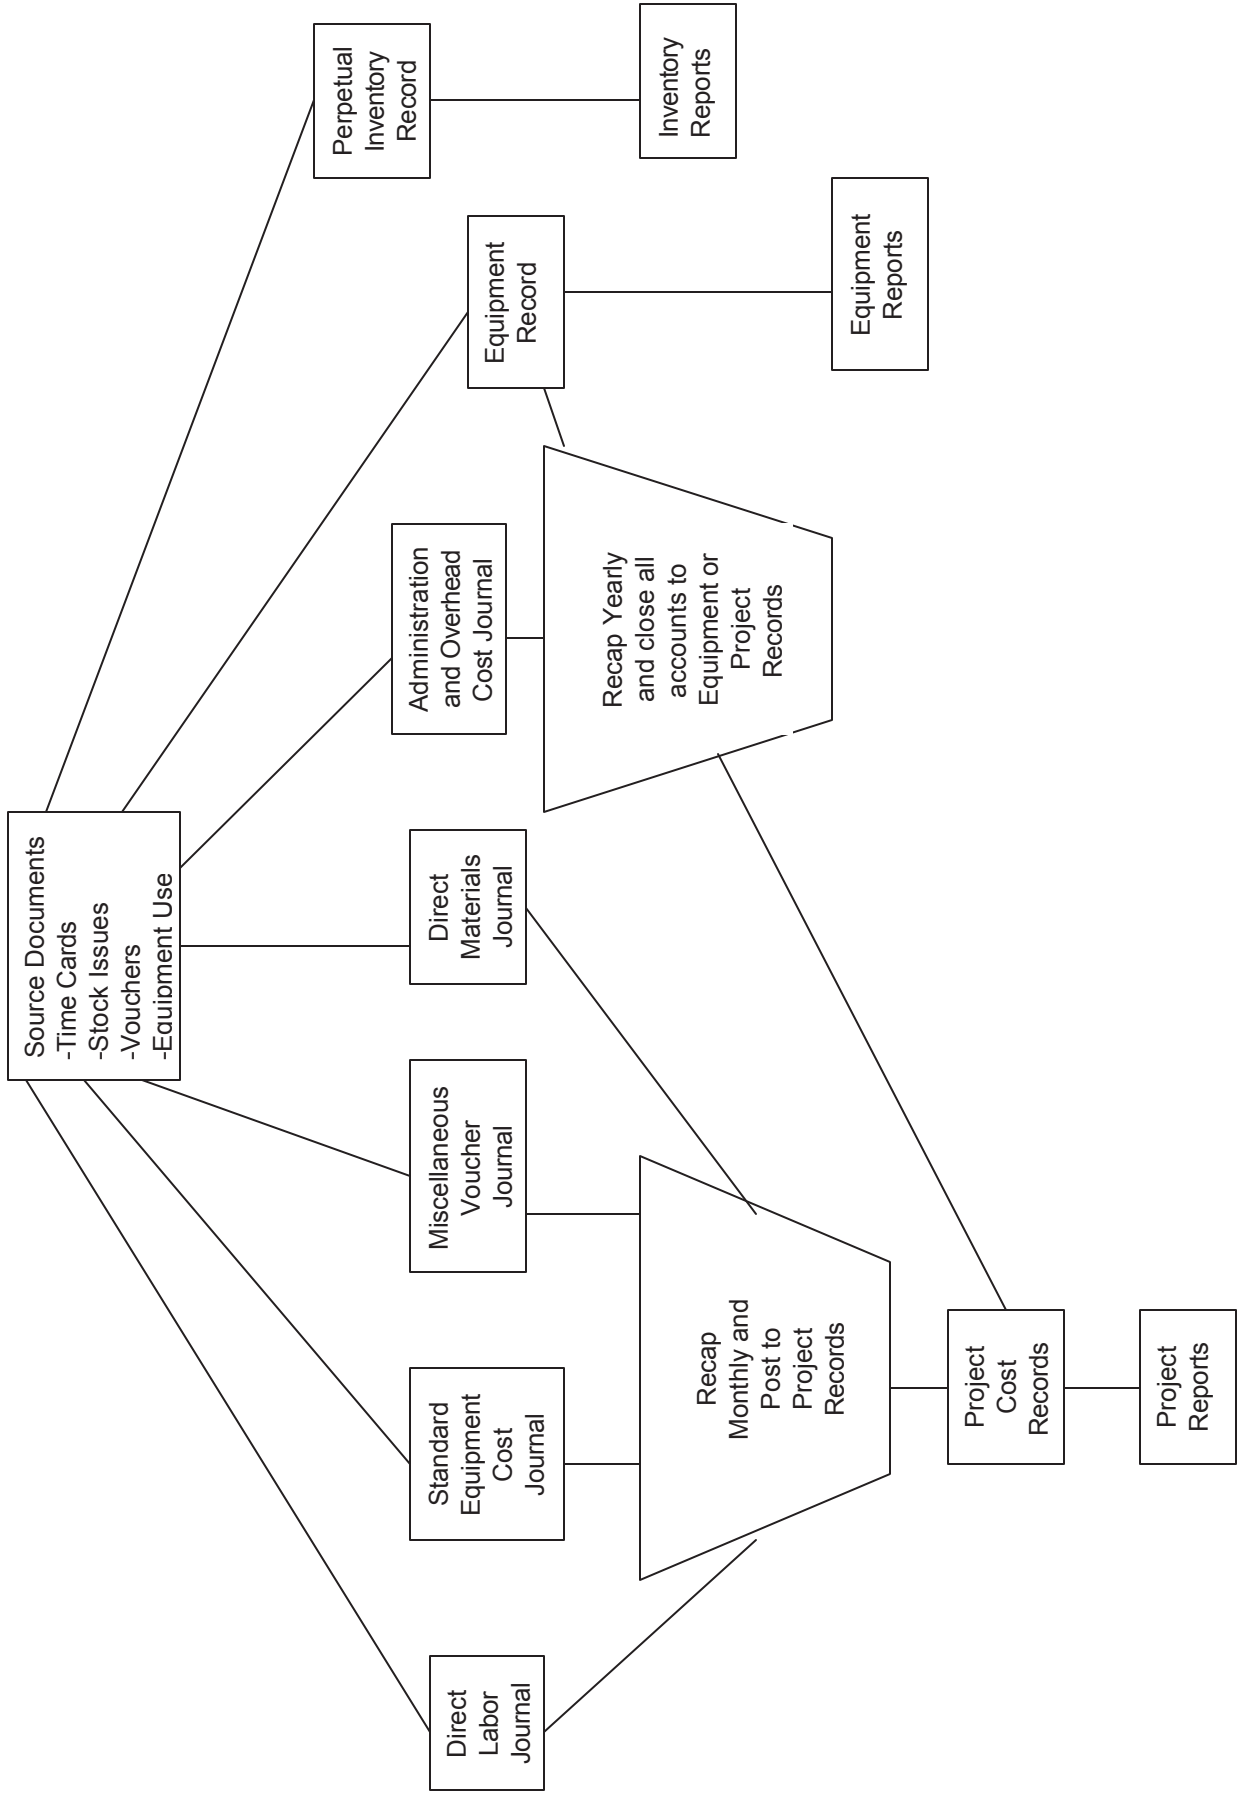 Source Documents
-Time Cards
-Stock Issues
-Vouchers
-Equipment Use
Direct
Labor
Journal
Standard
Equipment
Cost
Journal
Miscellaneous
Voucher
Journal
Direct
Materials
Journal
Administration
and Overhead
Cost Journal
Equipment
Record
Perpetual
Inventory
Record
Recap
Monthly and
Post to
Project
Records
Recap Yearly
and close all
accounts to
Equipment or
Project
Records
Equipment
Reports
Inventory
Reports
Project
Cost
Records
Project
Reports